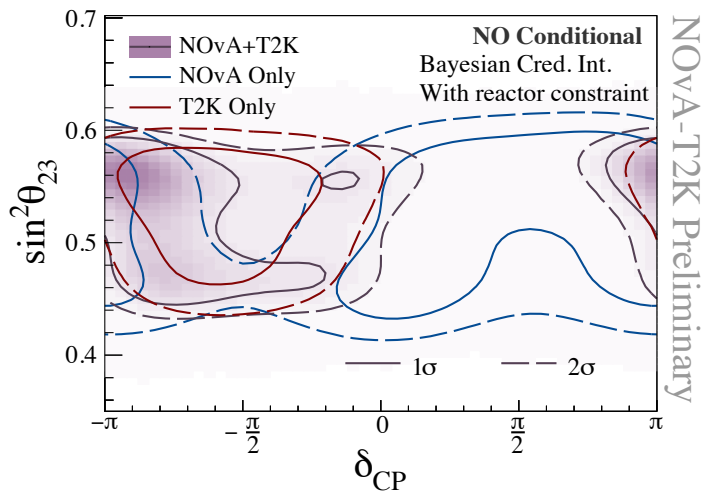 0.7
0.6
0.5
0.4
sin²θ₂₃
NOvA+T2K
NOvA Only
T2K Only
NO Conditional
Bayesian Cred. Int.
With reactor constraint
1σ
2σ
−π
−π/2
0
π/2
π
δCP
NOvA-T2K Preliminary